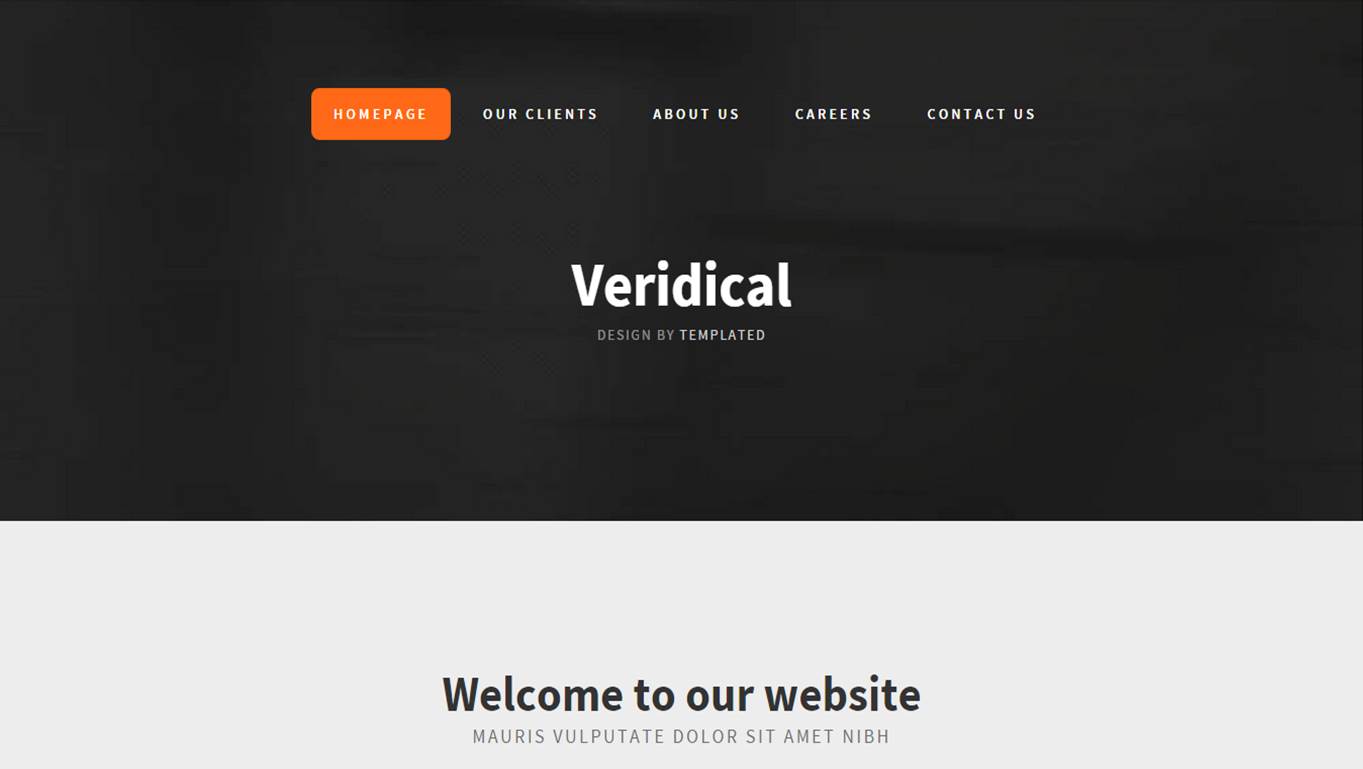 HOMEPAGE OUR CLIENTS ABOUT US CAREERS CONTACT US
Veridical
DESIGN BY TEMPLATED
Welcome to our website
MAURIS VULPUTATE DOLOR SIT AMET NIBH